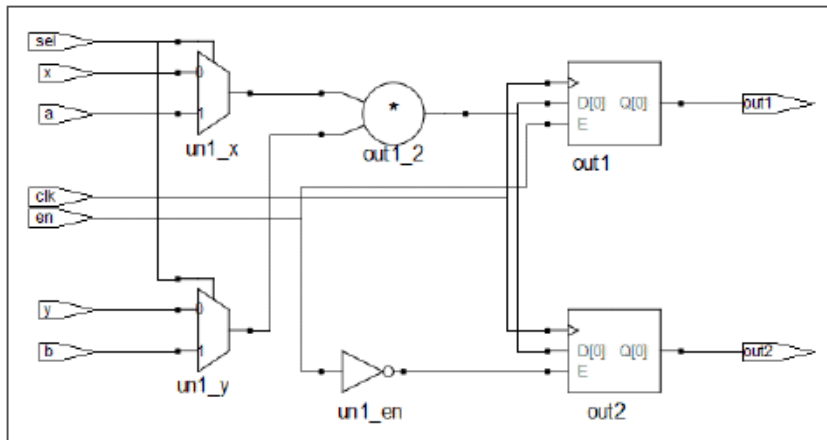 sel
x
a
0
1
un1_x
*
out1_2
D[0] Q[0]
E
out1
out1
clk
en
y
b
0
1
un1_y
un1_en
D[0] Q[0]
E
out2
out2